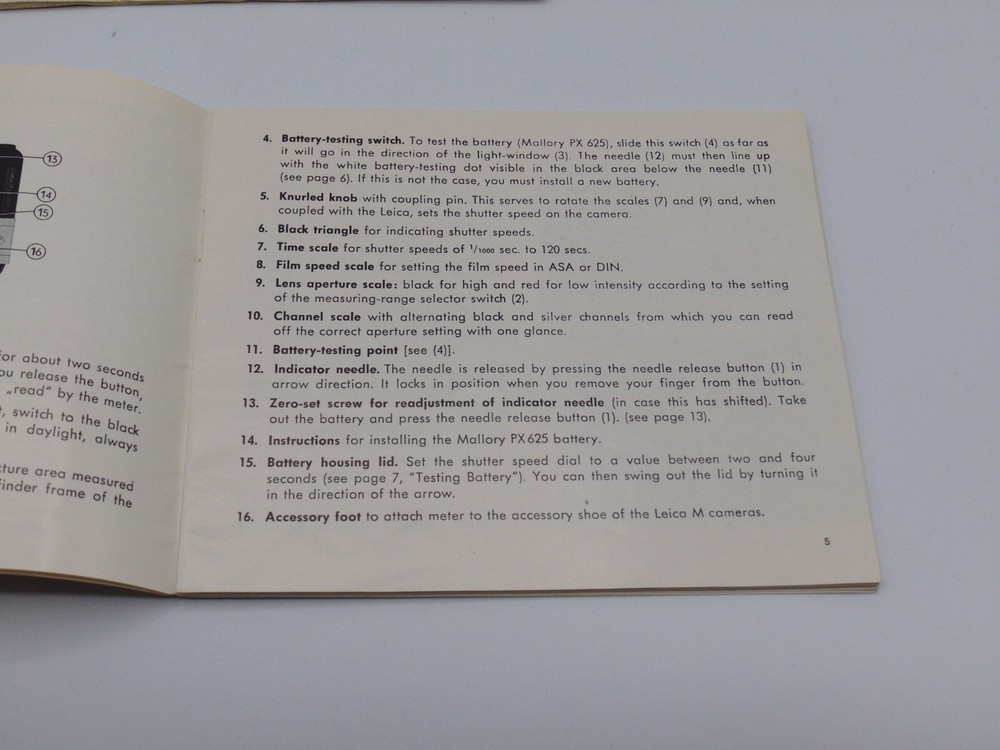 13
14
15
16
for about two seconds
ou release the button,
„read“ by the meter.
t, switch to the black
in daylight, always
cture area measured
finder frame of the
4. Battery-testing switch. To test the battery (Mallory PX 625), slide this switch (4) as far as
it will go in the direction of the light-window (3). The needle (12) must then line up
with the white battery-testing dot visible in the black area below the needle (11)
(see page 6). If this is not the case, you must install a new battery.
5. Knurled knob with coupling pin. This serves to rotate the scales (7) and (9) and, when
coupled with the Leica, sets the shutter speed on the camera.
6. Black triangle for indicating shutter speeds.
7. Time scale for shutter speeds of 1/1000 sec. to 120 secs.
8. Film speed scale for setting the film speed in ASA or DIN.
9. Lens aperture scale: black for high and red for low intensity according to the setting
of the measuring-range selector switch (2).
10. Channel scale with alternating black and silver channels from which you can read
off the correct aperture setting with one glance.
11. Battery-testing point [see (4)].
12. Indicator needle. The needle is released by pressing the needle release button (1) in
arrow direction. It locks in position when you remove your finger from the button.
13. Zero-set screw for readjustment of indicator needle (in case this has shifted). Take
out the battery and press the needle release button (1). (see page 13).
14. Instructions for installing the Mallory PX 625 battery.
15. Battery housing lid. Set the shutter speed dial to a value between two and four
seconds (see page 7, “Testing Battery”). You can then swing out the lid by turning it
in the direction of the arrow.
16. Accessory foot to attach meter to the accessory shoe of the Leica M cameras.
5